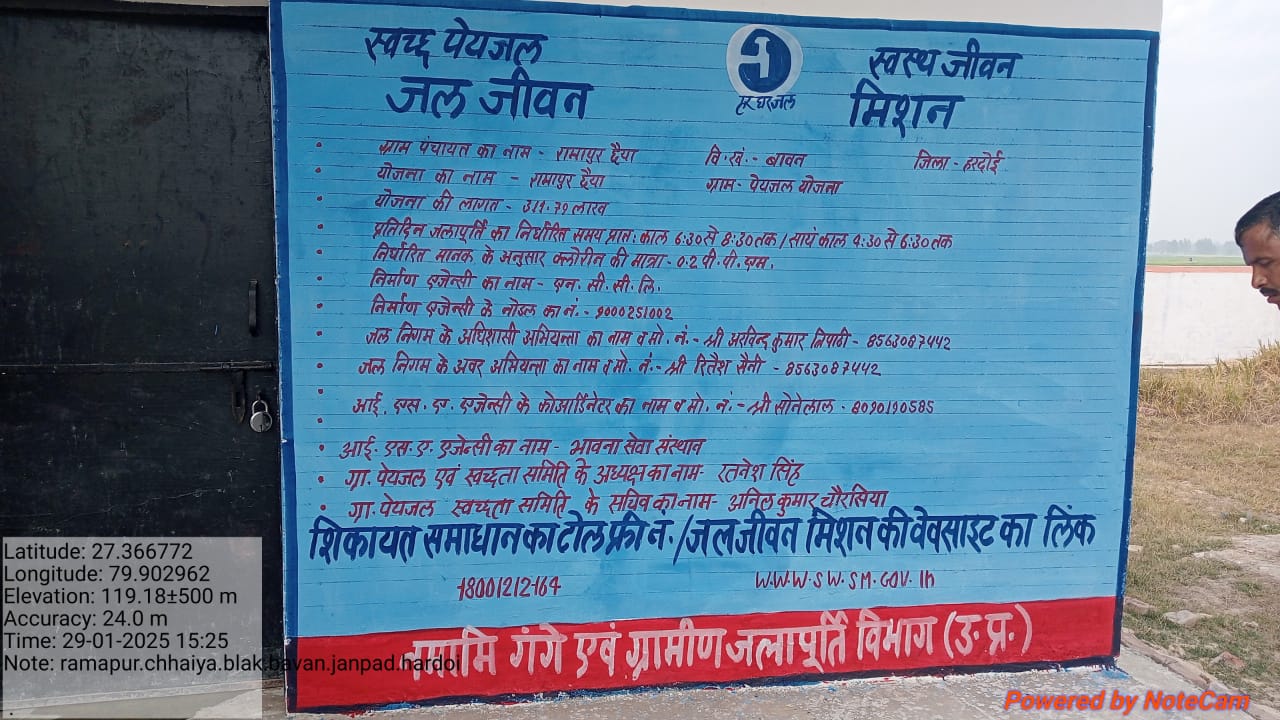 स्वच्छ पेयजल
स्वस्थ जीवन
हर घर जल
जल जीवन मिशन
ग्राम पंचायत का नाम - रामापुर छैया वि.खं.- बावन जिला - हरदोई
योजना का नाम - रामापुर छैया ग्राम- पेयजल योजना
योजना की लागत - 311.79 लाख
प्रतिदिन जलापूर्ति का निर्धारित समय प्रातः काल 6:30 से 8:30 तक / सायं काल 4:30 से 6:30 तक
निर्धारित मानक के अनुसार क्लोरीन की मात्रा - 0.2 पी.पी.एम.
निर्माण एजेन्सी का नाम - एन. सी. सी. लि.
निर्माण एजेन्सी के नोडल का नं. - 9000251002
जल निगम के अधिशासी अभियन्ता का नाम व मो. नं.- श्री अरविन्द कुमार त्रिपाठी - 8563087442
जल निगम के अवर अभियन्ता का नाम व मो. नं.- श्री रितेश सैनी - 8563087442
आई. एस. ए. एजेन्सी के कोआर्डिनेटर का नाम व मो. नं.- श्री सोनेलाल - 8090190585
आई. एस. ए. एजेन्सी का नाम - भावना सेवा संस्थान
ग्रा. पेयजल एवं स्वच्छता समिति के अध्यक्ष का नाम- रतनेश सिंह
ग्रा. पेयजल स्वच्छता समिति के सचिव का नाम- अनिल कुमार चौरसिया
शिकायत समाधान का टोल फ्री नं. / जल जीवन मिशन की वेवसाइट का लिंक
18001212164 W.W.W.S W. SM. GOV. In
नमामि गंगे एवं ग्रामीण जलापूर्ति विभाग (उ.प्र.)
Latitude: 27.366772
Longitude: 79.902962
Elevation: 119.18±500 m
Accuracy: 24.0 m
Time: 29-01-2025 15:25
Note: ramapur.chhaiya.blak.bavan.janpad.hardoi
Powered by NoteCam